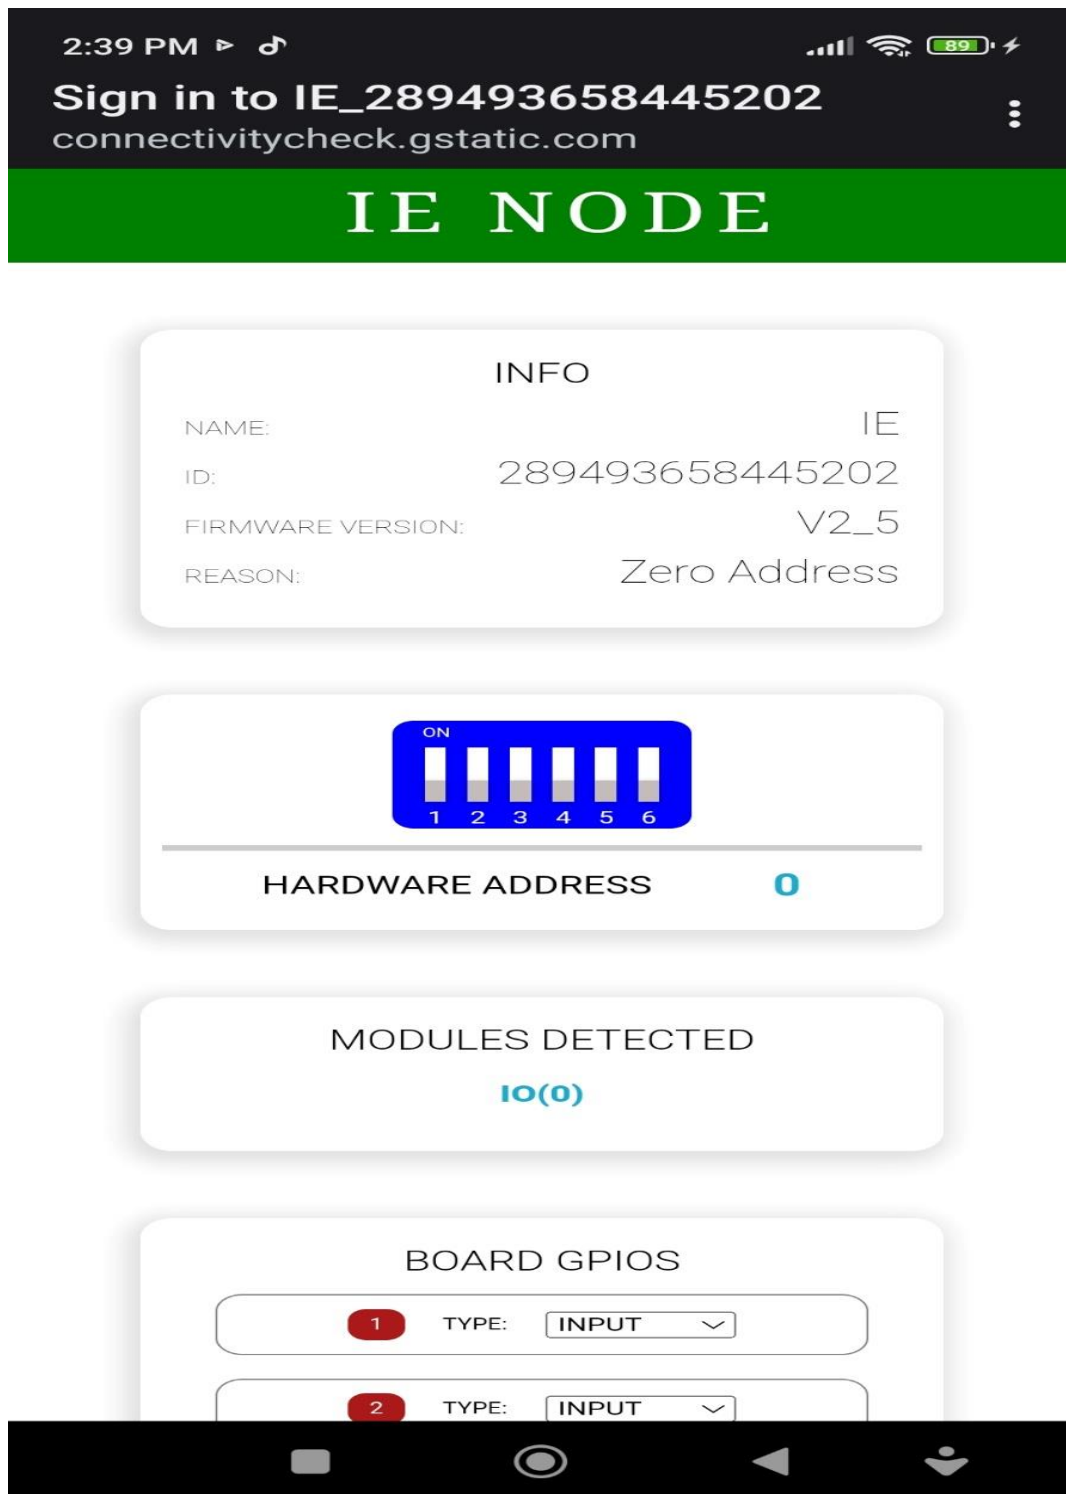 2:39 PM
89
Sign in to IE_289493658445202
connectivitycheck.gstatic.com
IE NODE
INFO
NAME: IE
ID: 289493658445202
FIRMWARE VERSION: V2_5
REASON: Zero Address
ON
1 2 3 4 5 6
HARDWARE ADDRESS 0
MODULES DETECTED
IO(0)
BOARD GPIOS
1 TYPE: INPUT
2 TYPE: INPUT